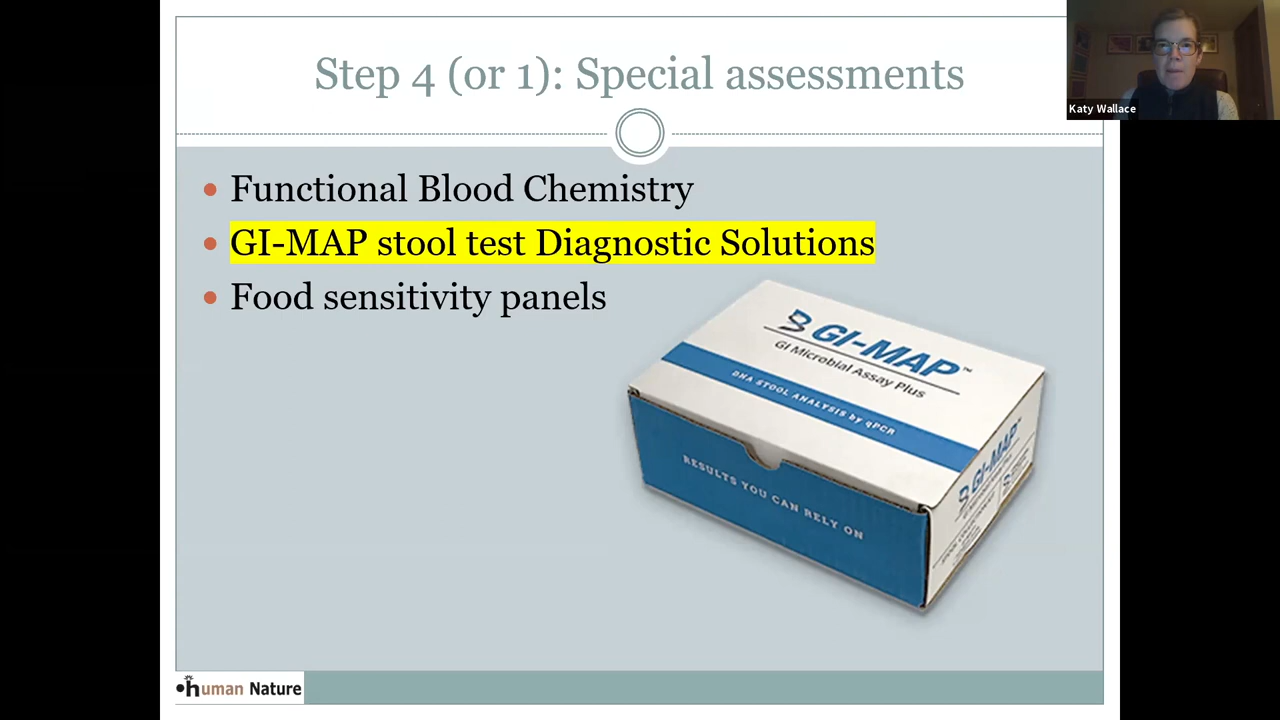 Step 4 (or 1): Special assessments
Katy Wallace
Functional Blood Chemistry
GI-MAP stool test Diagnostic Solutions
Food sensitivity panels
GI-MAP™
GI Microbial Assay Plus
DNA STOOL ANALYSIS by qPCR
RESULTS YOU CAN RELY ON
GI-MAP
human Nature